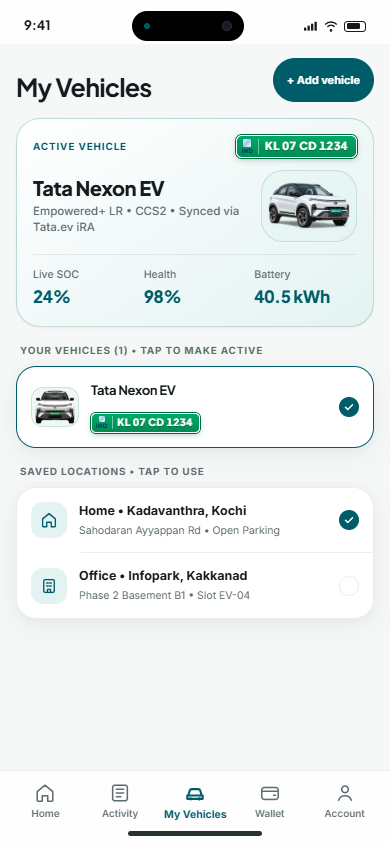 9:41
My Vehicles
+ Add vehicle
ACTIVE VEHICLE
IND KL 07 CD 1234
Tata Nexon EV
Empowered+ LR • CCS2 • Synced via
Tata.ev iRA
Live SOC
24%
Health
98%
Battery
40.5 kWh
YOUR VEHICLES (1) • TAP TO MAKE ACTIVE
Tata Nexon EV
IND KL 07 CD 1234
SAVED LOCATIONS • TAP TO USE
Home • Kadavanthra, Kochi
Sahodaran Ayyappan Rd • Open Parking
Office • Infopark, Kakkanad
Phase 2 Basement B1 • Slot EV-04
Home
Activity
My Vehicles
Wallet
Account